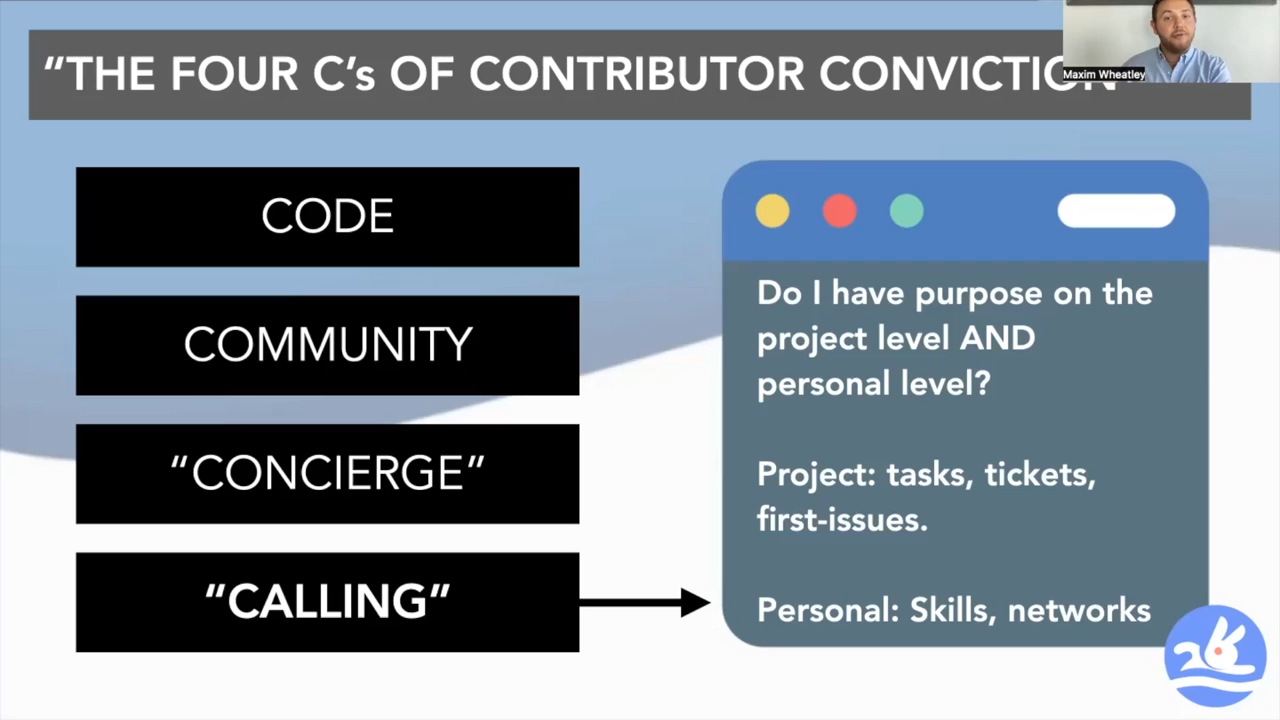 “THE FOUR C’s OF CONTRIBUTOR CONVICTION”
Maxim Wheatley
CODE
COMMUNITY
“CONCIERGE”
“CALLING”
Do I have purpose on the
project level AND
personal level?
Project: tasks, tickets,
first-issues.
Personal: Skills, networks